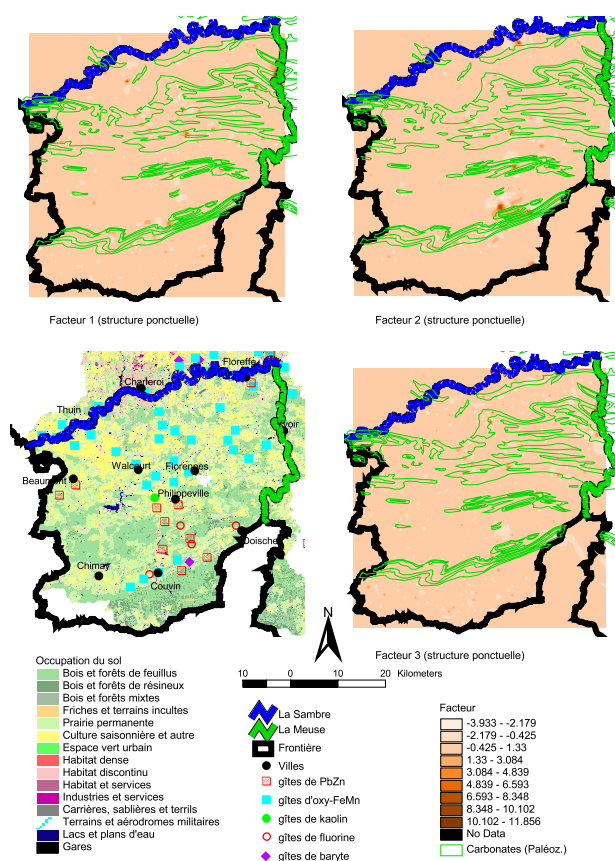 Facteur 1 (structure ponctuelle)
Facteur 2 (structure ponctuelle)
Floreffe
Charleroi
Thuin
voir
Walcourt
Florennes
Beaumont
Philippeville
Doische
Chimay
Couvin
Facteur 3 (structure ponctuelle)
N
10 0 10 20 Kilometers
Occupation du sol
Bois et forêts de feuillus
Bois et forêts de résineux
Bois et forêts mixtes
Friches et terrains incultes
Prairie permanente
Culture saisonnière et autre
Espace vert urbain
Habitat dense
Habitat discontinu
Habitat et services
Industries et services
Carrières, sablières et terrils
Terrains et aérodromes militaires
Lacs et plans d'eau
Gares
La Sambre
La Meuse
Frontière
Villes
gîtes de PbZn
gîtes d'oxy-FeMn
gîtes de kaolin
gîtes de fluorine
gîtes de baryte
Facteur
-3.933 - -2.179
-2.179 - -0.425
-0.425 - 1.33
1.33 - 3.084
3.084 - 4.839
4.839 - 6.593
6.593 - 8.348
8.348 - 10.102
10.102 - 11.856
No Data
Carbonates (Paléoz.)